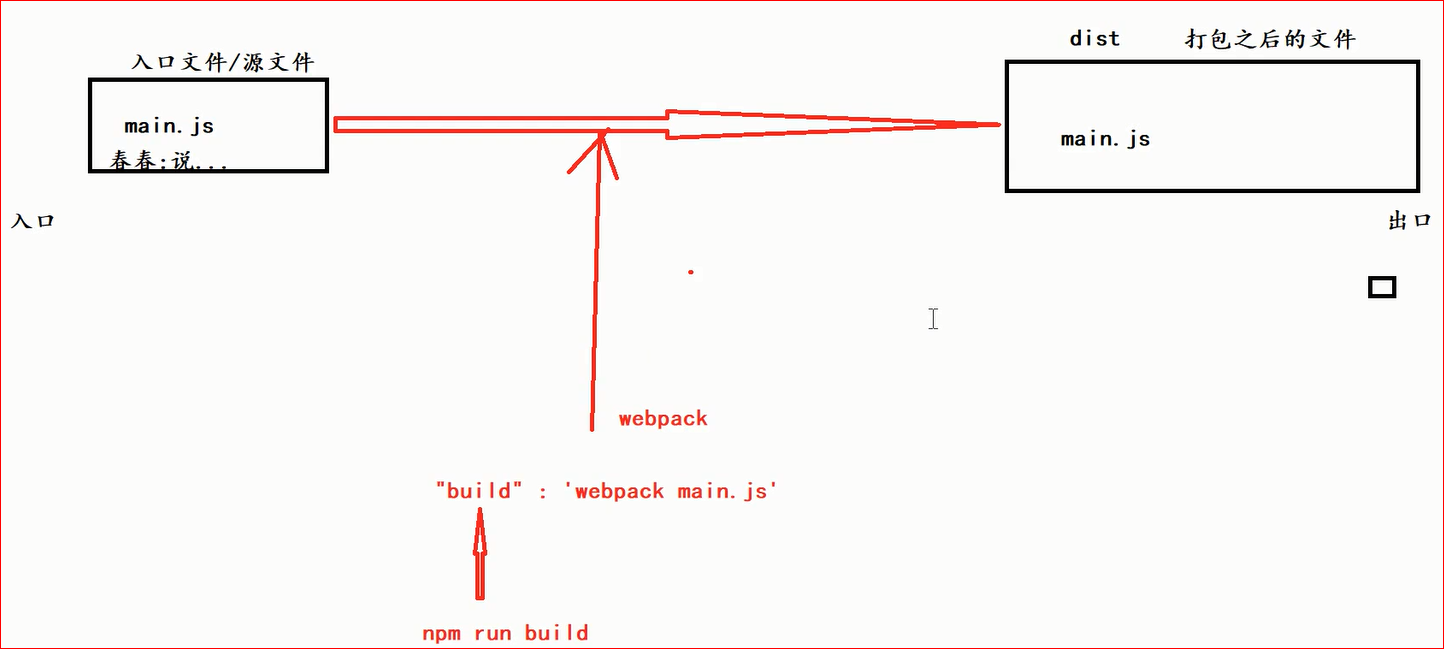 dist 打包之后的文件
入口文件/源文件
main.js
春春:说...
main.js
入口
出口
webpack
"build" : 'webpack main.js'
npm run build